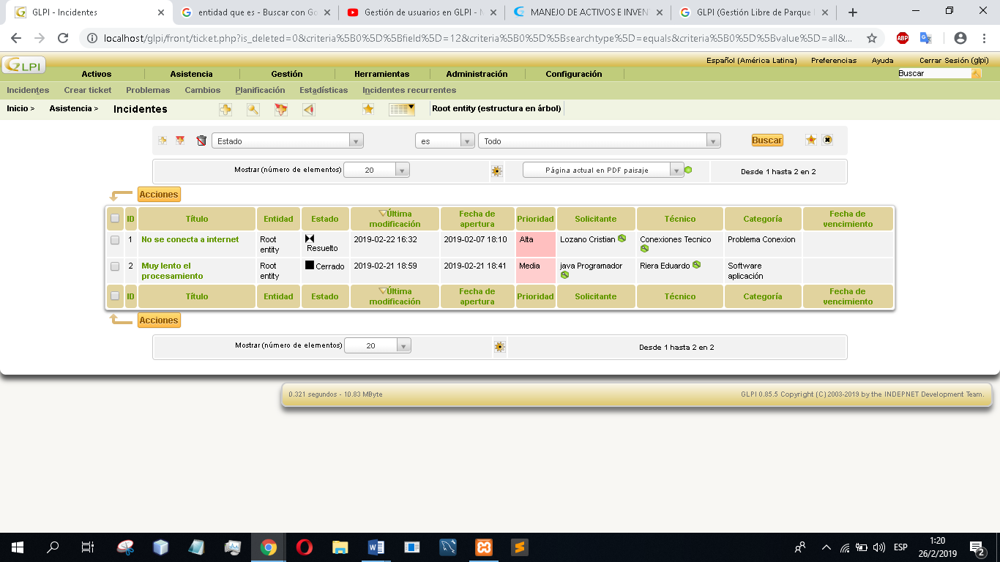 GLPI - Incidentes
entidad que es - Buscar con Go
Gestión de usuarios en GLPI - M
MANEJO DE ACTIVOS E INVEN
GLPI (Gestión Libre de Parque
localhost/glpi/front/ticket.php?is_deleted=0&criteria%5B0%5D%5Bfield%5D=12&criteria%5B0%5D%5Bsearchtype%5D=equals&criteria%5B0%5D%5Bvalue%5D=all&...
ABP
GLPI
Español (América Latina) Preferencias Ayuda Cerrar Sesión (glpi)
Activos Asistencia Gestión Herramientas Administración Configuración Buscar
Incidentes Crear ticket Problemas Cambios Planificación Estadísticas Incidentes recurrentes
Inicio > Asistencia > Incidentes Root entity (estructura en árbol)
Estado es Todo Buscar
Mostrar (número de elementos) 20 Página actual en PDF paisaje Desde 1 hasta 2 en 2
Acciones
ID Título Entidad Estado Última modificación Fecha de apertura Prioridad Solicitante Técnico Categoría Fecha de vencimiento
1 No se conecta a internet Root entity Resuelto 2019-02-22 16:32 2019-02-07 18:10 Alta Lozano Cristian Conexiones Tecnico Problema Conexion
2 Muy lento el procesamiento Root entity Cerrado 2019-02-21 18:59 2019-02-21 18:41 Media java Programador Riera Eduardo Software aplicación
ID Título Entidad Estado Última modificación Fecha de apertura Prioridad Solicitante Técnico Categoría Fecha de vencimiento
Acciones
Mostrar (número de elementos) 20 Desde 1 hasta 2 en 2
0.321 segundos - 10.83 MByte GLPI 0.85.5 Copyright (C) 2003-2019 by the INDEPNET Development Team.
ESP
1:20
26/2/2019
2